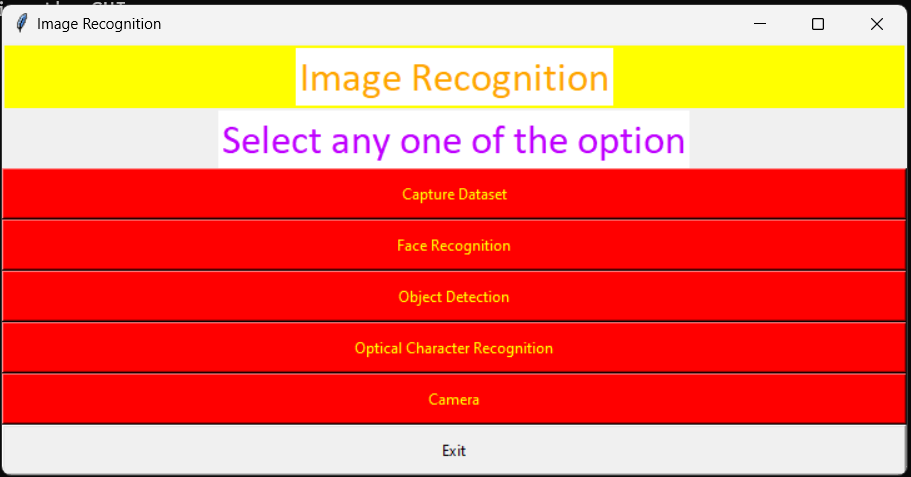 Image Recognition
Image Recognition
Select any one of the option
Capture Dataset
Face Recognition
Object Detection
Optical Character Recognition
Camera
Exit